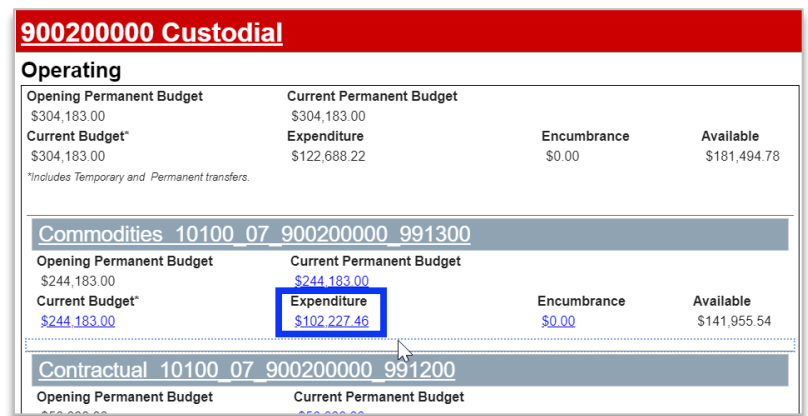 900200000 Custodial
Operating
Opening Permanent Budget Current Permanent Budget
$304,183.00 $304,183.00
Current Budget* Expenditure Encumbrance Available
$304,183.00 $122,688.22 $0.00 $181,494.78
*Includes Temporary and Permanent transfers.
Commodities 10100_07_900200000_991300
Opening Permanent Budget Current Permanent Budget
$244,183.00 $244,183.00
Current Budget* Expenditure Encumbrance Available
$244,183.00 $102,227.46 $0.00 $141,955.54
Contractual 10100_07_900200000_991200
Opening Permanent Budget Current Permanent Budget